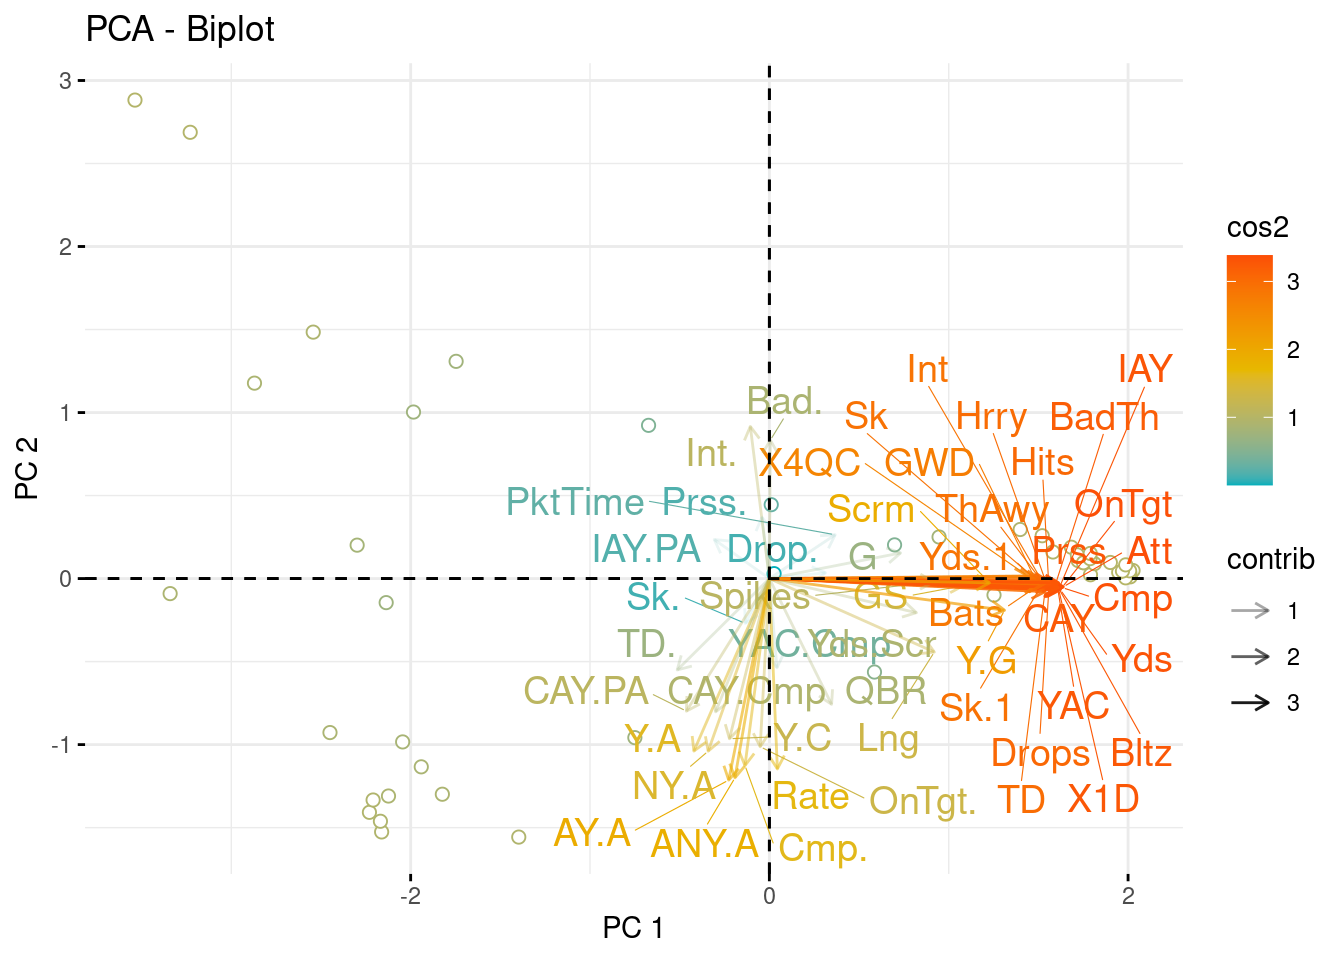 PCA - Biplot
3
2
1
0
-1
PC 2
-2
0
2
PC 1
Int
IAY
Bad.
Sk
Hrry
BadTh
Int.
X4QC
GWD
Hits
PktTime
Prss.
Scrm
ThAwy
OnTgt
IAY.PA
Drop.
G
Yds.1
Prss
Att
Sk.
Spikes
GS
Bats
CAY
Cmp
TD.
YAC.Cmp
Yds.Scr
Y.G
Yds
CAY.PA
CAY.Cmp
QBR
Sk.1
YAC
Y.A
Y.C
Lng
Drops
Bltz
NY.A
Rate
OnTgt.
TD
X1D
AY.A
ANY.A
Cmp.
cos2
3
2
1
contrib
1
2
3